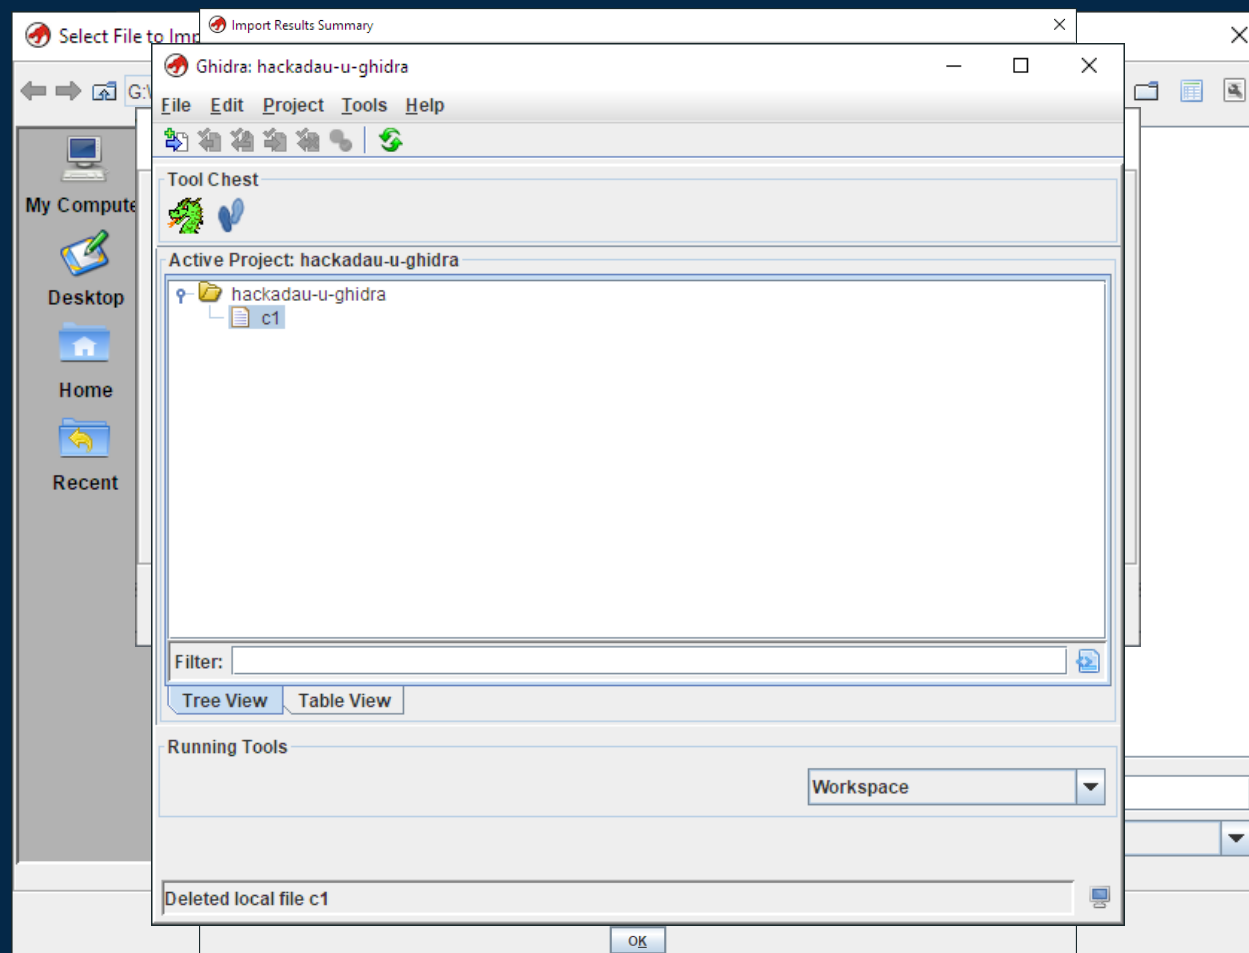 Select File to Imp
Import Results Summary
Ghidra: hackadau-u-ghidra
G:\
File Edit Project Tools Help
Tool Chest
My Compute
Active Project: hackadau-u-ghidra
hackadau-u-ghidra
c1
Desktop
Home
Recent
Filter:
Tree View Table View
Running Tools
Workspace
Deleted local file c1
OK